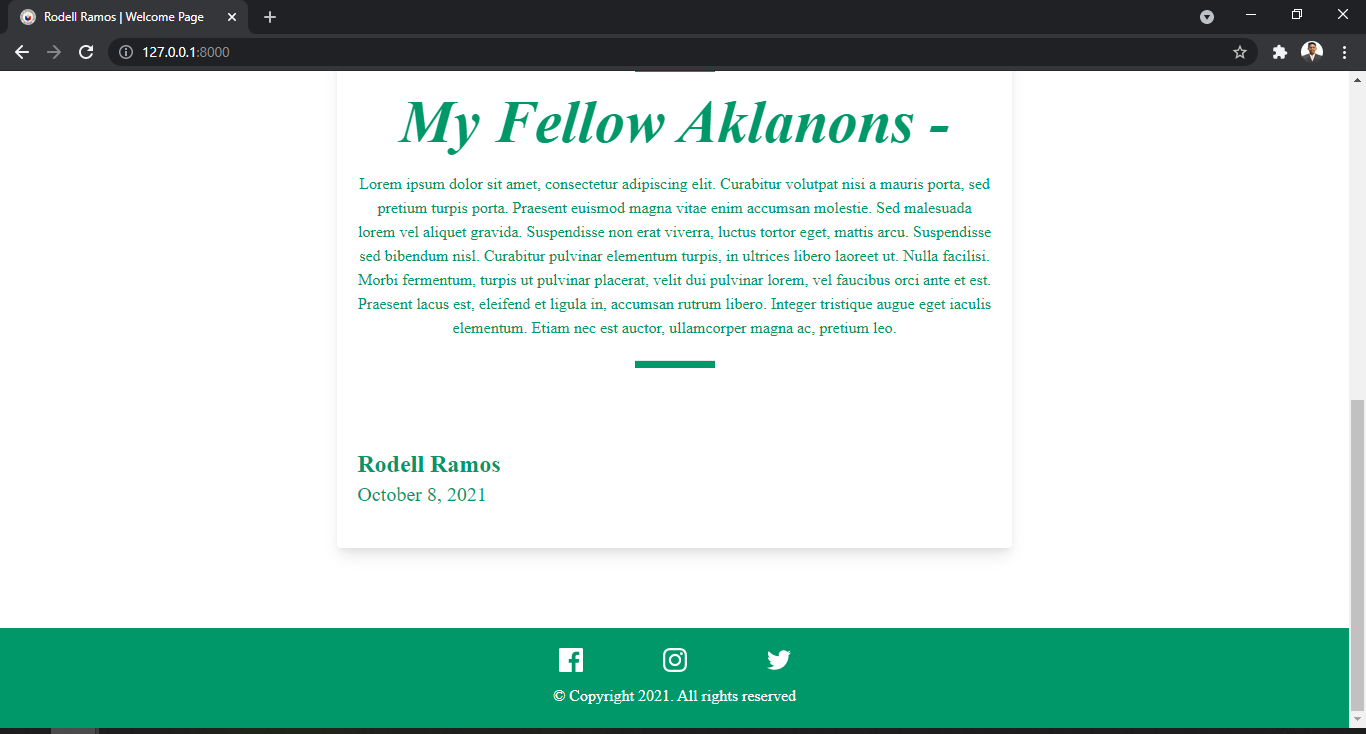 Rodell Ramos | Welcome Page
127.0.0.1:8000
My Fellow Aklanons -
Lorem ipsum dolor sit amet, consectetur adipiscing elit. Curabitur volutpat nisi a mauris porta, sed
pretium turpis porta. Praesent euismod magna vitae enim accumsan molestie. Sed malesuada
lorem vel aliquet gravida. Suspendisse non erat viverra, luctus tortor eget, mattis arcu. Suspendisse
sed bibendum nisl. Curabitur pulvinar elementum turpis, in ultrices libero laoreet ut. Nulla facilisi.
Morbi fermentum, turpis ut pulvinar placerat, velit dui pulvinar lorem, vel faucibus orci ante et est.
Praesent lacus est, eleifend et ligula in, accumsan rutrum libero. Integer tristique augue eget iaculis
elementum. Etiam nec est auctor, ullamcorper magna ac, pretium leo.
Rodell Ramos
October 8, 2021
© Copyright 2021. All rights reserved